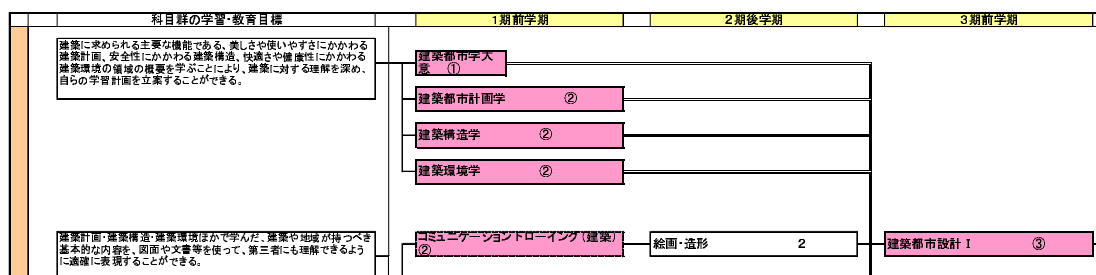 科目群の学習・教育目標
1期前学期
2期後学期
3期前学期
建築に求められる主要な機能である、美しさや使いやすさにかかわる
建築計画、安全性にかかわる建築構造、快適さや健康性にかかわる
建築環境の領域の概要を学ぶことにより、建築に対する理解を深め、
自らの学習計画を立案することができる。
建築都市学大
意 ①
建築都市計画学 ②
建築構造学 ②
建築環境学 ②
建築計画・建築構造・建築環境ほかで学んだ、建築や地域が持つべき
基本的な内容を、図面や文書等を使って、第三者にも理解できるよう
に適確に表現することができる。
コミュニケーションドローイング(建築)
②
絵画・造形 2
建築都市設計Ⅰ ③